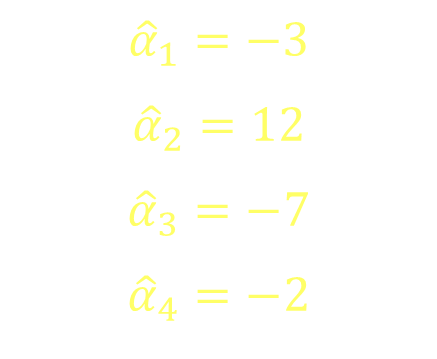 α̂₁ = −3
α̂₂ = 12
α̂₃ = −7
α̂₄ = −2